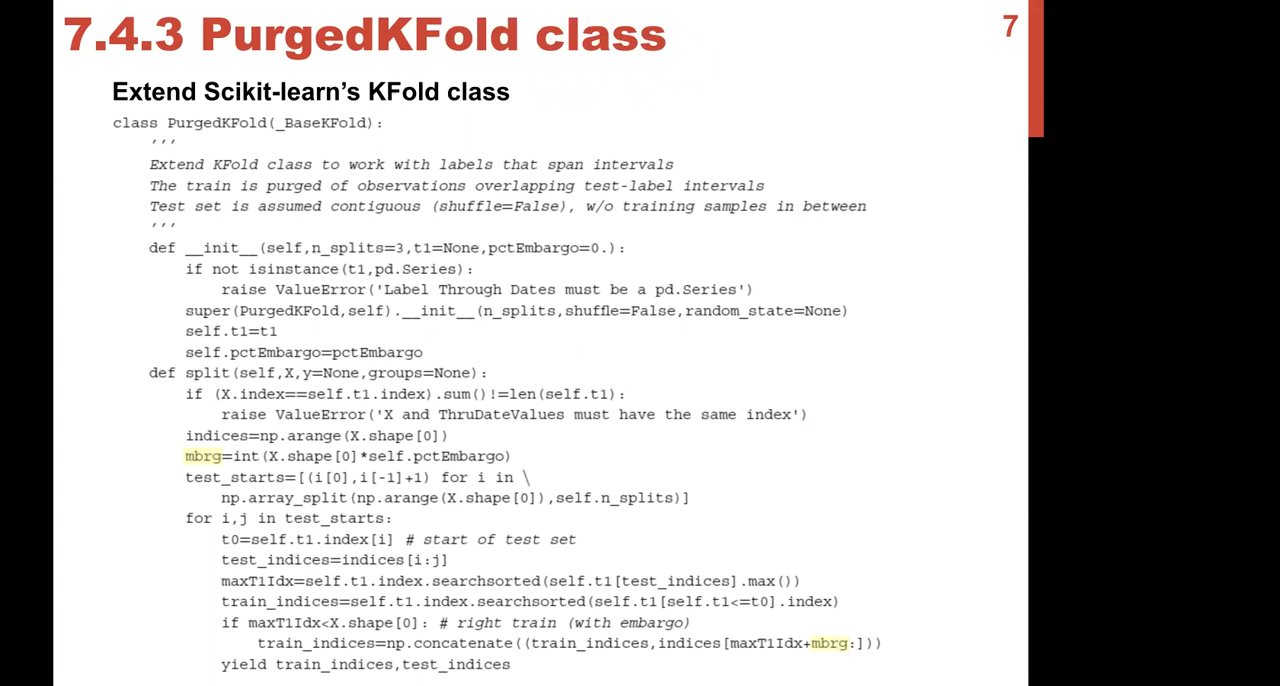 7.4.3 PurgedKFold class
7
Extend Scikit-learn's KFold class
class PurgedKFold(_BaseKFold):
'''
Extend KFold class to work with labels that span intervals
The train is purged of observations overlapping test-label intervals
Test set is assumed contiguous (shuffle=False), w/o training samples in between
'''
def __init__(self,n_splits=3,t1=None,pctEmbargo=0.):
if not isinstance(t1,pd.Series):
raise ValueError('Label Through Dates must be a pd.Series')
super(PurgedKFold,self).__init__(n_splits,shuffle=False,random_state=None)
self.t1=t1
self.pctEmbargo=pctEmbargo
def split(self,X,y=None,groups=None):
if (X.index==self.t1.index).sum()!=len(self.t1):
raise ValueError('X and ThruDateValues must have the same index')
indices=np.arange(X.shape[0])
mbrg=int(X.shape[0]*self.pctEmbargo)
test_starts=[(i[0],i[-1]+1) for i in \
np.array_split(np.arange(X.shape[0]),self.n_splits)]
for i,j in test_starts:
t0=self.t1.index[i] # start of test set
test_indices=indices[i:j]
maxT1Idx=self.t1.index.searchsorted(self.t1[test_indices].max())
train_indices=self.t1.index.searchsorted(self.t1[self.t1<=t0].index)
if maxT1Idx<X.shape[0]: # right train (with embargo)
train_indices=np.concatenate((train_indices,indices[maxT1Idx+mbrg:]))
yield train_indices,test_indices